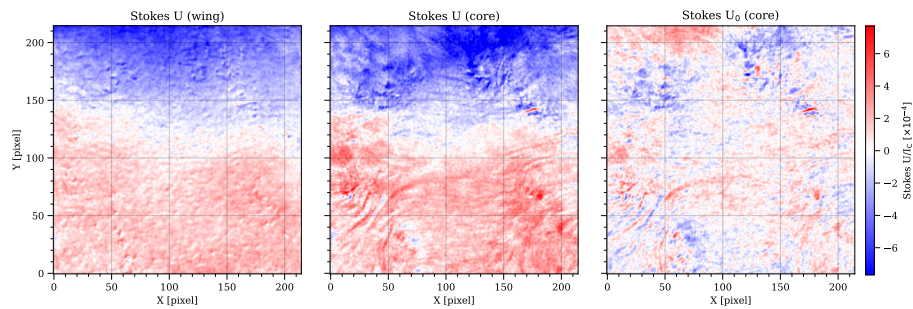 Stokes U (wing)
Stokes U (core)
Stokes U₀ (core)
Y [pixel]
200
150
100
50
0
0 50 100 150 200
X [pixel]
0 50 100 150 200
X [pixel]
0 50 100 150 200
X [pixel]
6
4
2
0
−2
−4
−6
Stokes U/I_C [×10⁻⁴]